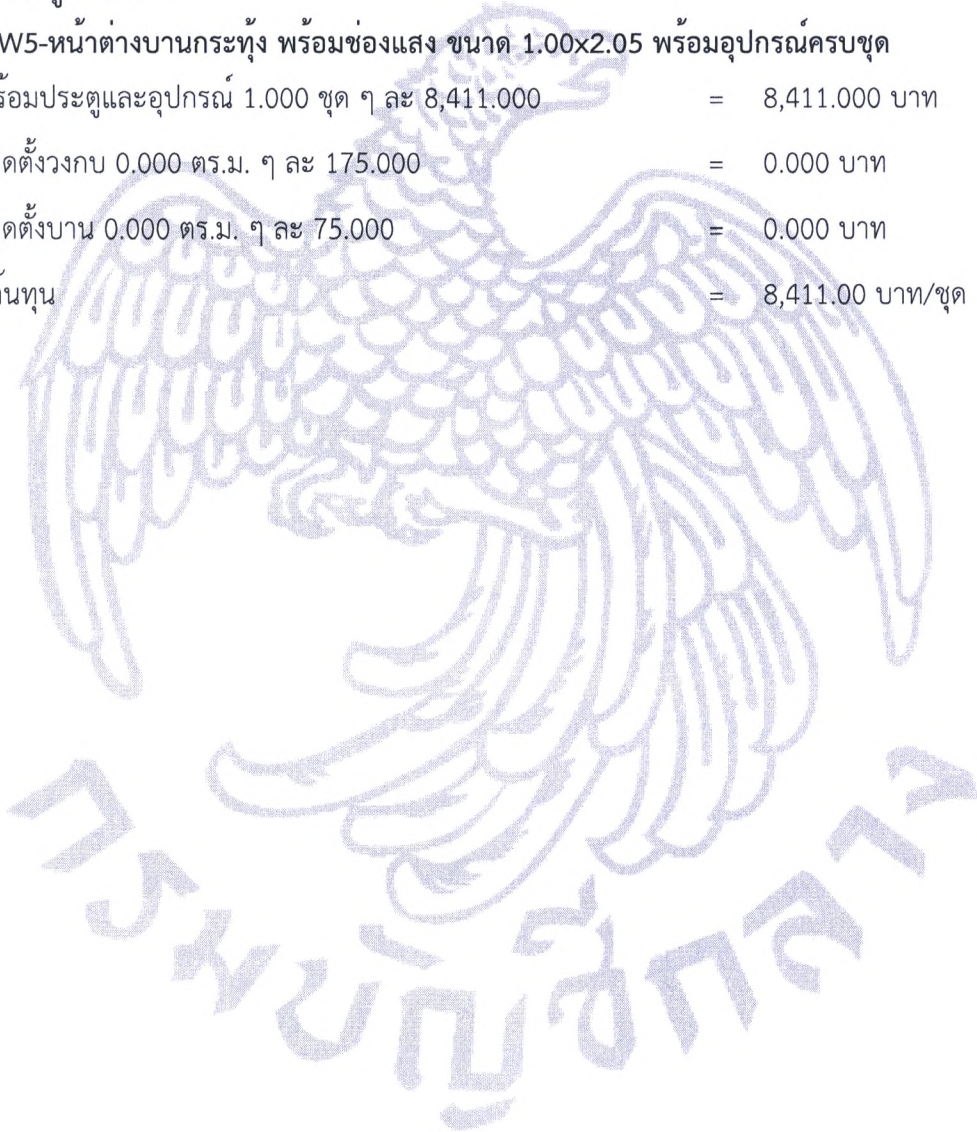 W5-หน้าต่างบานกระทุ้ง พร้อมช่องแสง ขนาด 1.00x2.05 พร้อมอุปกรณ์ครบชุด
ร้อมประตูและอุปกรณ์ 1.000 ชุด ๆ ละ 8,411.000 = 8,411.000 บาท
ดตั้งวงกบ 0.000 ตร.ม. ๆ ละ 175.000 = 0.000 บาท
ดตั้งบาน 0.000 ตร.ม. ๆ ละ 75.000 = 0.000 บาท
้นทุน = 8,411.00 บาท/ชุด
กรมบัญชีกลาง